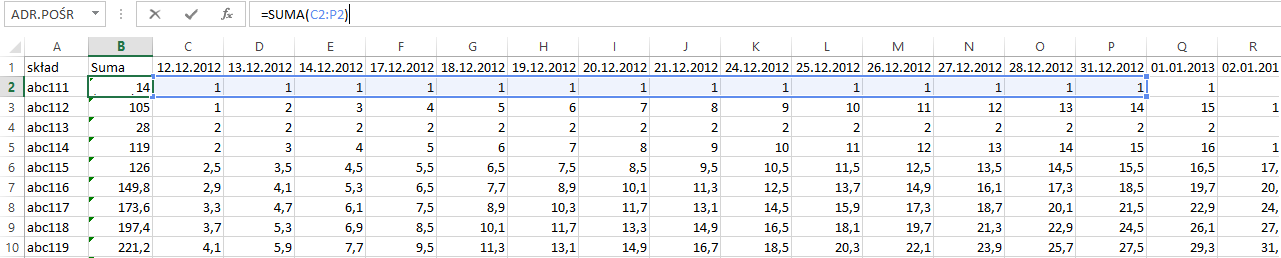 ADR.POŚR fx =SUMA(C2:P2)
A B C D E F G H I J K L M N O P Q R
1 skład Suma 12.12.2012 13.12.2012 14.12.2012 17.12.2012 18.12.2012 19.12.2012 20.12.2012 21.12.2012 24.12.2012 25.12.2012 26.12.2012 27.12.2012 28.12.2012 31.12.2012 01.01.2013 02.01.201
2 abc111 14 1 1 1 1 1 1 1 1 1 1 1 1 1 1 1
3 abc112 105 1 2 3 4 5 6 7 8 9 10 11 12 13 14 15 1
4 abc113 28 2 2 2 2 2 2 2 2 2 2 2 2 2 2 2
5 abc114 119 2 3 4 5 6 7 8 9 10 11 12 13 14 15 16 1
6 abc115 126 2,5 3,5 4,5 5,5 6,5 7,5 8,5 9,5 10,5 11,5 12,5 13,5 14,5 15,5 16,5 17,
7 abc116 149,8 2,9 4,1 5,3 6,5 7,7 8,9 10,1 11,3 12,5 13,7 14,9 16,1 17,3 18,5 19,7 20,
8 abc117 173,6 3,3 4,7 6,1 7,5 8,9 10,3 11,7 13,1 14,5 15,9 17,3 18,7 20,1 21,5 22,9 24,
9 abc118 197,4 3,7 5,3 6,9 8,5 10,1 11,7 13,3 14,9 16,5 18,1 19,7 21,3 22,9 24,5 26,1 27,
10 abc119 221,2 4,1 5,9 7,7 9,5 11,3 13,1 14,9 16,7 18,5 20,3 22,1 23,9 25,7 27,5 29,3 31,